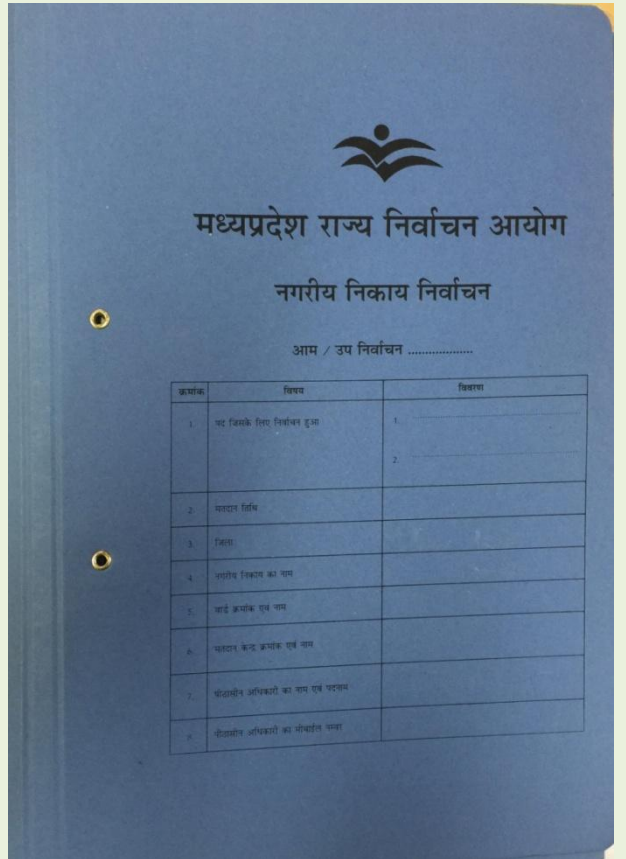 मध्यप्रदेश राज्य निर्वाचन आयोग
नगरीय निकाय निर्वाचन
आम / उप निर्वाचन ..................
क्रमांक विषय विवरण
1. पद जिसके लिए निर्वाचन हुआ 1.
2.
2. मतदान तिथि
3. जिला
4. नगरीय निकाय का नाम
5. वार्ड क्रमांक एवं नाम
6. मतदान केन्द्र क्रमांक एवं नाम
7. पीठासीन अधिकारी का नाम एवं पदनाम
8. पीठासीन अधिकारी का मोबाईल नम्बर